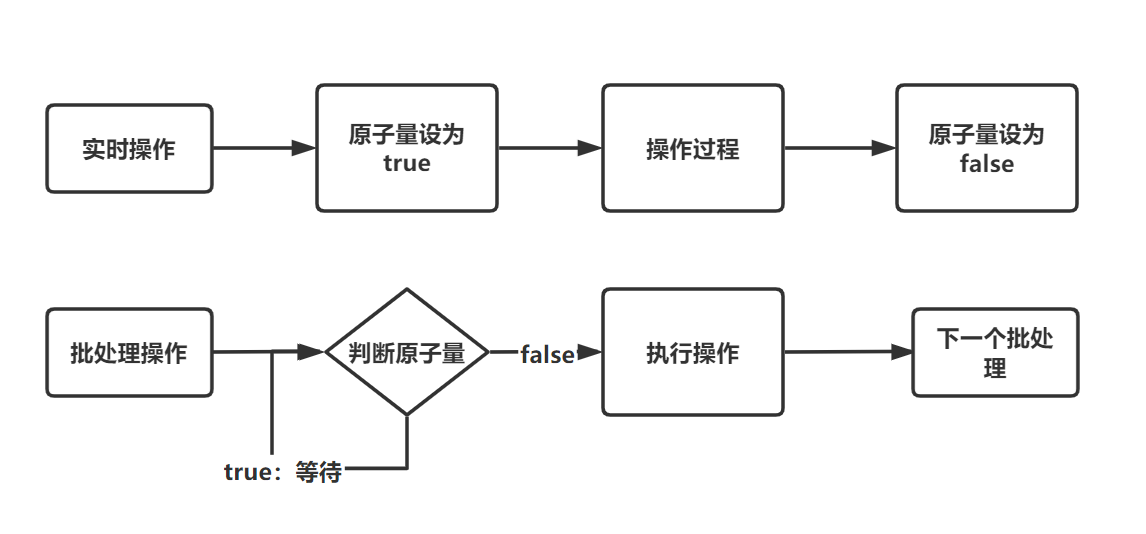 实时操作
原子量设为
true
操作过程
原子量设为
false
批处理操作
判断原子量
false
执行操作
下一个批处
理
true：等待